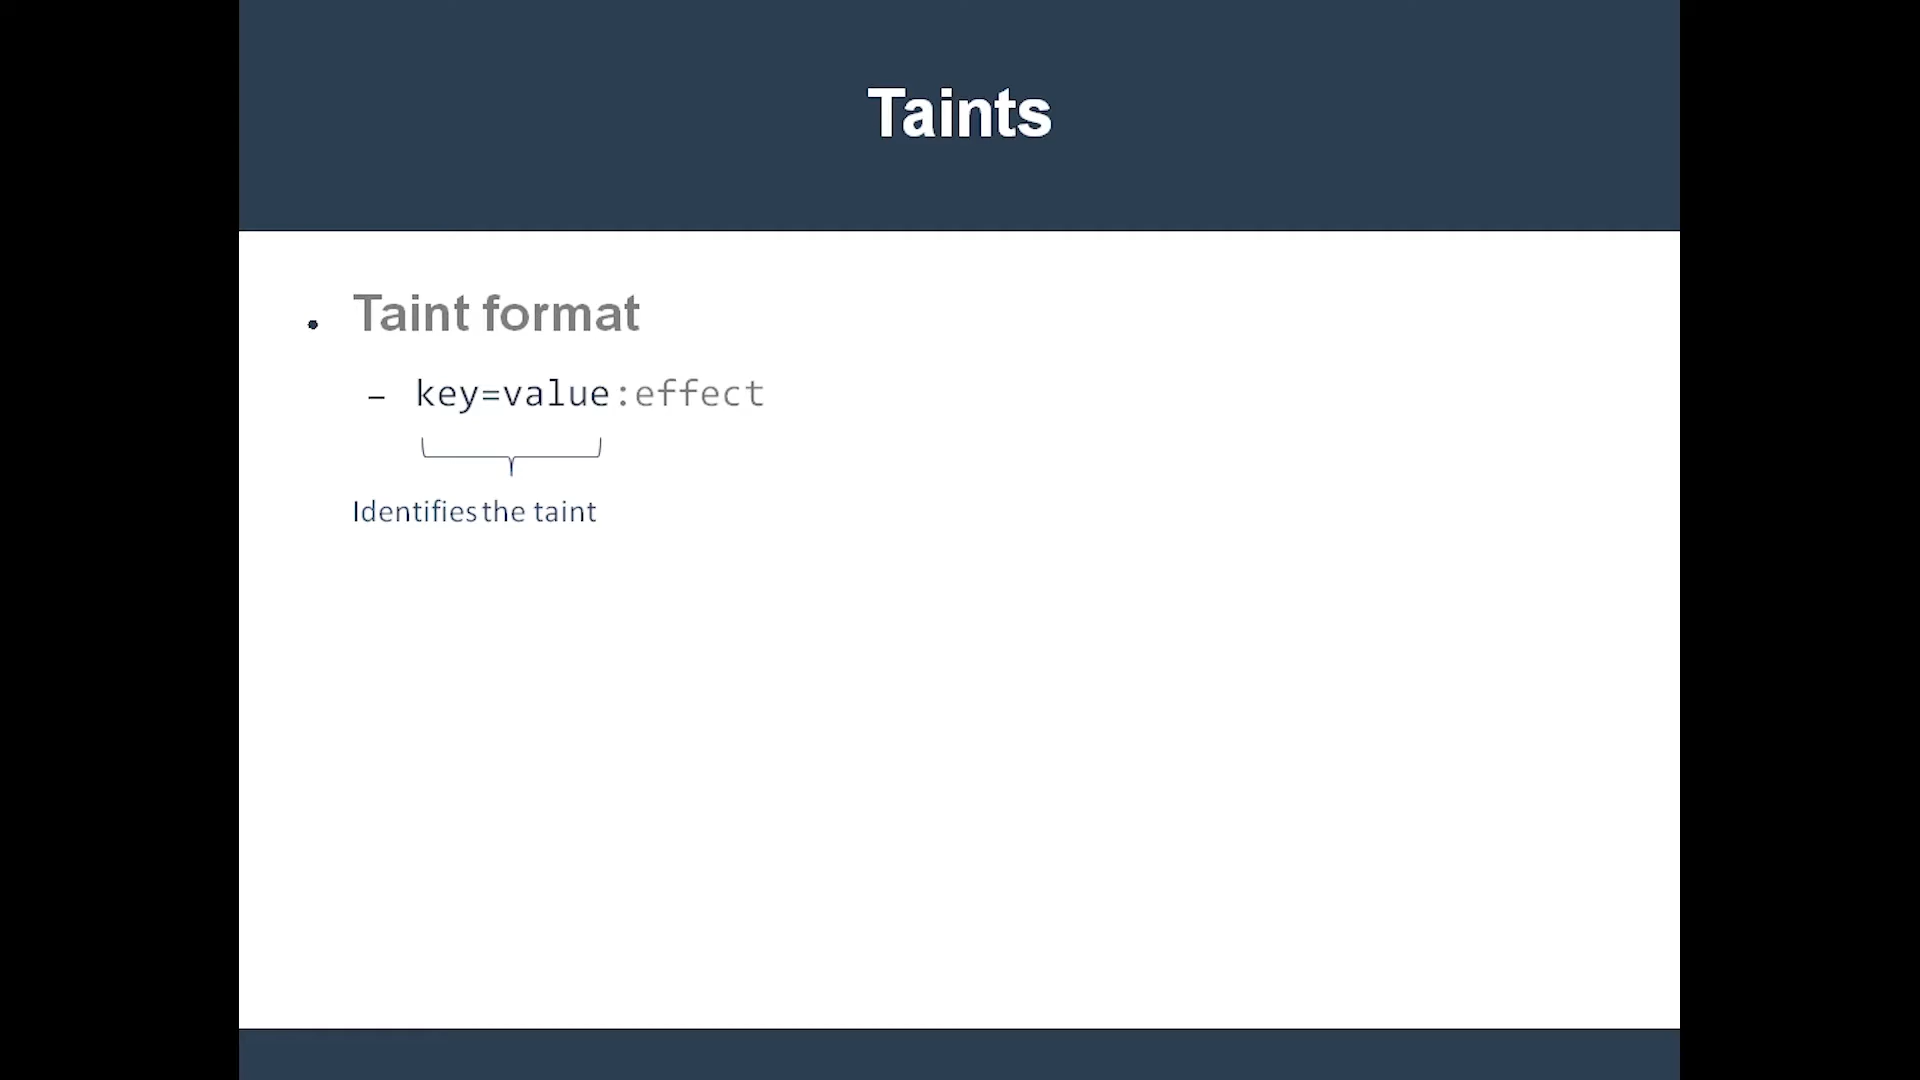 Taints
• Taint format
– key=value:effect
Identifies the taint